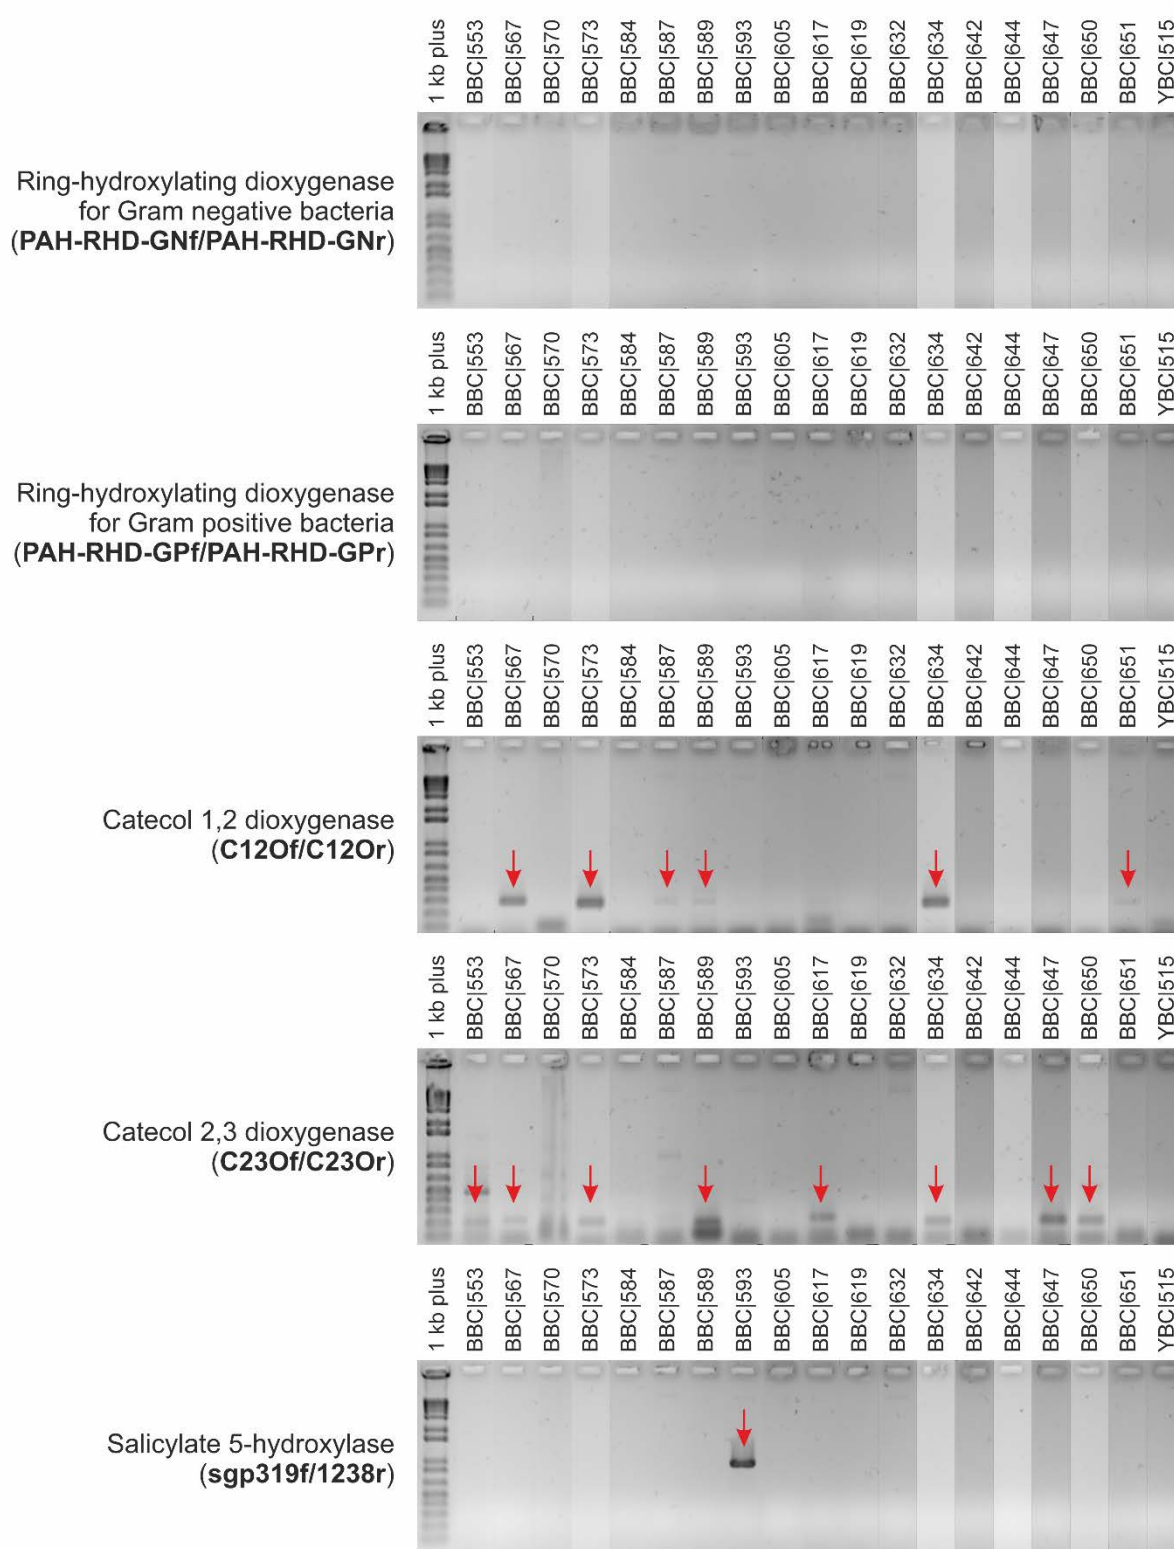 1 kb plus
BBC|553
BBC|567
BBC|570
BBC|573
BBC|584
BBC|587
BBC|589
BBC|593
BBC|605
BBC|617
BBC|619
BBC|632
BBC|634
BBC|642
BBC|644
BBC|647
BBC|650
BBC|651
YBC|515
Ring-hydroxylating dioxygenase
for Gram negative bacteria
(PAH-RHD-GNf/PAH-RHD-GNr)
1 kb plus
BBC|553
BBC|567
BBC|570
BBC|573
BBC|584
BBC|587
BBC|589
BBC|593
BBC|605
BBC|617
BBC|619
BBC|632
BBC|634
BBC|642
BBC|644
BBC|647
BBC|650
BBC|651
YBC|515
Ring-hydroxylating dioxygenase
for Gram positive bacteria
(PAH-RHD-GPf/PAH-RHD-GPr)
1 kb plus
BBC|553
BBC|567
BBC|570
BBC|573
BBC|584
BBC|587
BBC|589
BBC|593
BBC|605
BBC|617
BBC|619
BBC|632
BBC|634
BBC|642
BBC|644
BBC|647
BBC|650
BBC|651
YBC|515
Catecol 1,2 dioxygenase
(C12Of/C12Or)
1 kb plus
BBC|553
BBC|567
BBC|570
BBC|573
BBC|584
BBC|587
BBC|589
BBC|593
BBC|605
BBC|617
BBC|619
BBC|632
BBC|634
BBC|642
BBC|644
BBC|647
BBC|650
BBC|651
YBC|515
Catecol 2,3 dioxygenase
(C23Of/C23Or)
1 kb plus
BBC|553
BBC|567
BBC|570
BBC|573
BBC|584
BBC|587
BBC|589
BBC|593
BBC|605
BBC|617
BBC|619
BBC|632
BBC|634
BBC|642
BBC|644
BBC|647
BBC|650
BBC|651
YBC|515
Salicylate 5-hydroxylase
(sgp319f/1238r)